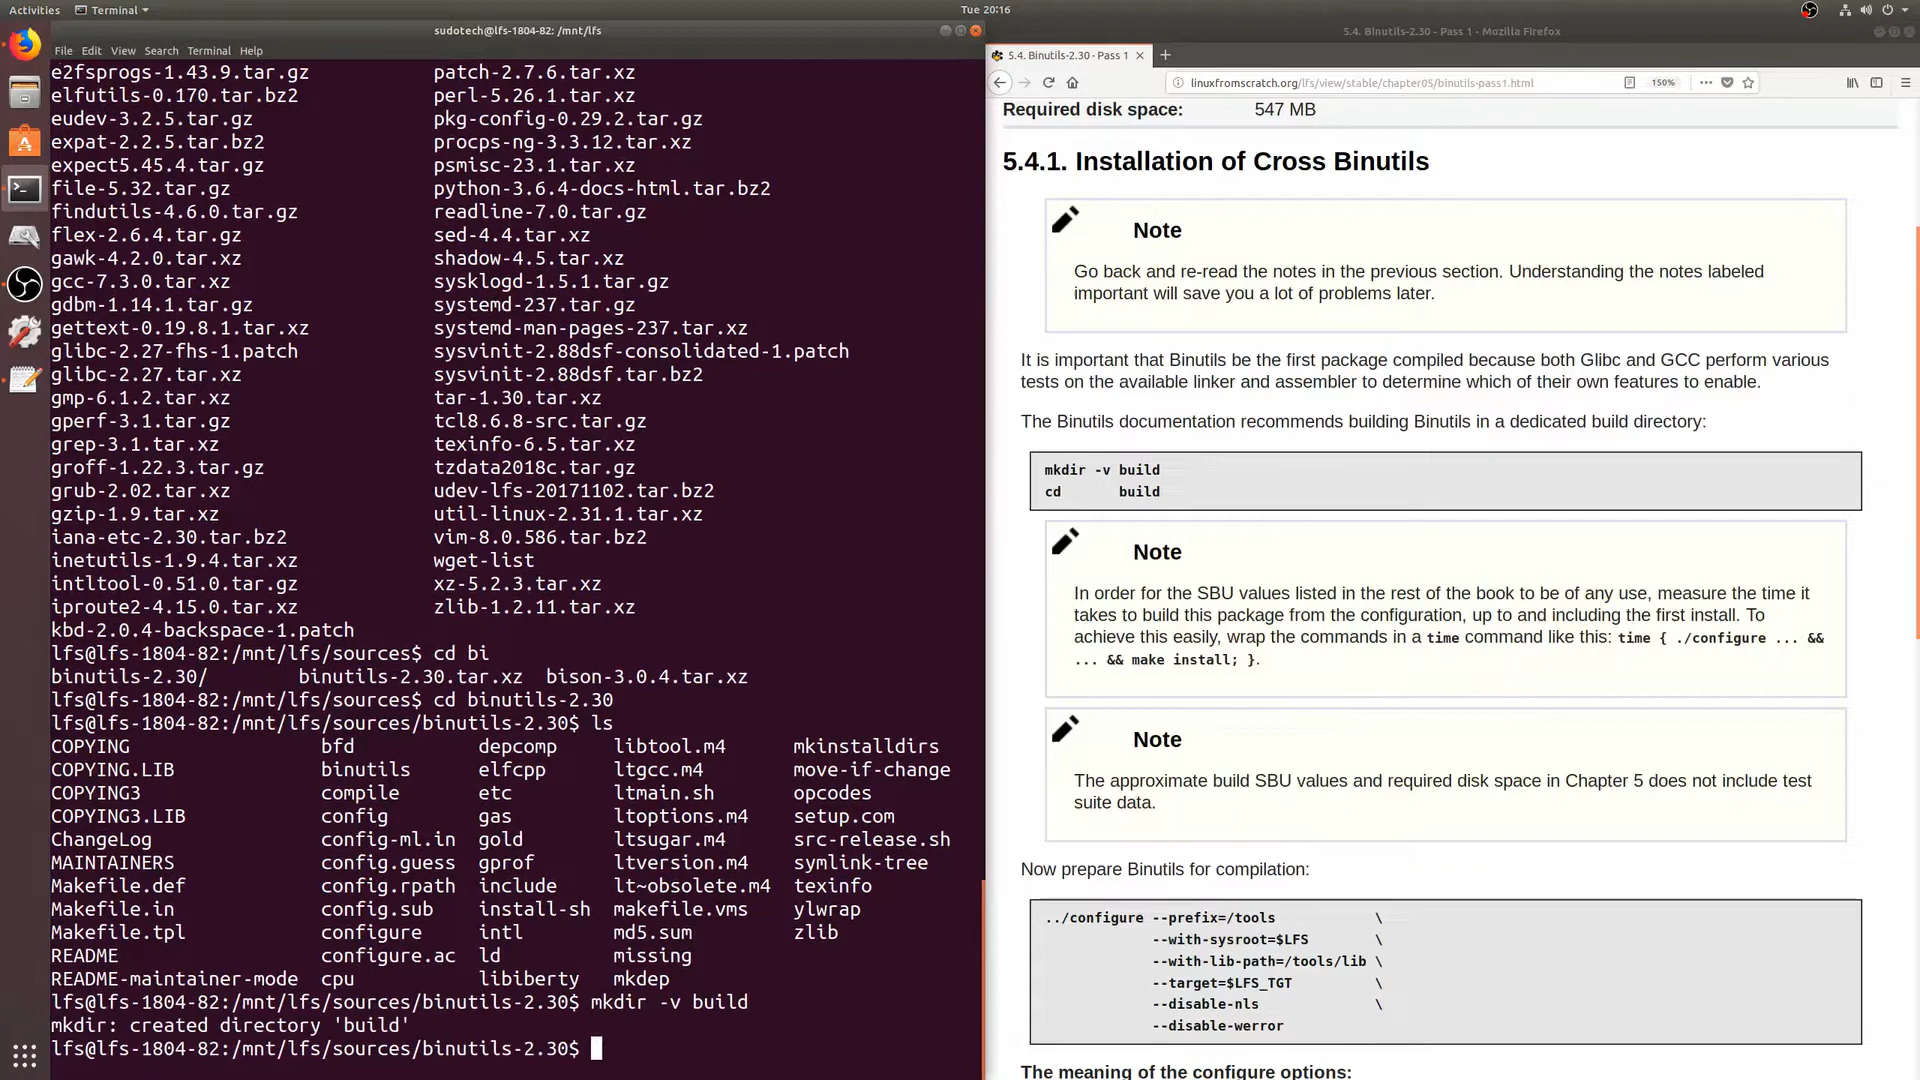 Activities Terminal Tue 20:16
sudotech@lfs-1804-82: /mnt/lfs
File Edit View Search Terminal Help
e2fsprogs-1.43.9.tar.gz patch-2.7.6.tar.xz
elfutils-0.170.tar.bz2 perl-5.26.1.tar.xz
eudev-3.2.5.tar.gz pkg-config-0.29.2.tar.gz
expat-2.2.5.tar.bz2 procps-ng-3.3.12.tar.xz
expect5.45.4.tar.gz psmisc-23.1.tar.xz
file-5.32.tar.gz python-3.6.4-docs-html.tar.bz2
findutils-4.6.0.tar.gz readline-7.0.tar.gz
flex-2.6.4.tar.gz sed-4.4.tar.xz
gawk-4.2.0.tar.xz shadow-4.5.tar.xz
gcc-7.3.0.tar.xz sysklogd-1.5.1.tar.gz
gdbm-1.14.1.tar.gz systemd-237.tar.gz
gettext-0.19.8.1.tar.xz systemd-man-pages-237.tar.xz
glibc-2.27-fhs-1.patch sysvinit-2.88dsf-consolidated-1.patch
glibc-2.27.tar.xz sysvinit-2.88dsf.tar.bz2
gmp-6.1.2.tar.xz tar-1.30.tar.xz
gperf-3.1.tar.gz tcl8.6.8-src.tar.gz
grep-3.1.tar.xz texinfo-6.5.tar.xz
groff-1.22.3.tar.gz tzdata2018c.tar.gz
grub-2.02.tar.xz udev-lfs-20171102.tar.bz2
gzip-1.9.tar.xz util-linux-2.31.1.tar.xz
iana-etc-2.30.tar.bz2 vim-8.0.586.tar.bz2
inetutils-1.9.4.tar.xz wget-list
intltool-0.51.0.tar.gz xz-5.2.3.tar.xz
iproute2-4.15.0.tar.xz zlib-1.2.11.tar.xz
kbd-2.0.4-backspace-1.patch
lfs@lfs-1804-82:/mnt/lfs/sources$ cd bi
binutils-2.30/ binutils-2.30.tar.xz bison-3.0.4.tar.xz
lfs@lfs-1804-82:/mnt/lfs/sources$ cd binutils-2.30
lfs@lfs-1804-82:/mnt/lfs/sources/binutils-2.30$ ls
COPYING bfd depcomp libtool.m4 mkinstalldirs
COPYING.LIB binutils elfcpp ltgcc.m4 move-if-change
COPYING3 compile etc ltmain.sh opcodes
COPYING3.LIB config gas ltoptions.m4 setup.com
ChangeLog config-ml.in gold ltsugar.m4 src-release.sh
MAINTAINERS config.guess gprof ltversion.m4 symlink-tree
Makefile.def config.rpath include lt~obsolete.m4 texinfo
Makefile.in config.sub install-sh makefile.vms ylwrap
Makefile.tpl configure intl md5.sum zlib
README configure.ac ld missing
README-maintainer-mode cpu libiberty mkdep
lfs@lfs-1804-82:/mnt/lfs/sources/binutils-2.30$ mkdir -v build
mkdir: created directory 'build'
lfs@lfs-1804-82:/mnt/lfs/sources/binutils-2.30$
5.4. Binutils-2.30 - Pass 1 - Mozilla Firefox
5.4. Binutils-2.30 - Pass 1
linuxfromscratch.org/lfs/view/stable/chapter05/binutils-pass1.html 150%
Required disk space: 547 MB
5.4.1. Installation of Cross Binutils
Note
Go back and re-read the notes in the previous section. Understanding the notes labeled
important will save you a lot of problems later.
It is important that Binutils be the first package compiled because both Glibc and GCC perform various
tests on the available linker and assembler to determine which of their own features to enable.
The Binutils documentation recommends building Binutils in a dedicated build directory:
mkdir -v build
cd build
Note
In order for the SBU values listed in the rest of the book to be of any use, measure the time it
takes to build this package from the configuration, up to and including the first install. To
achieve this easily, wrap the commands in a time command like this: time { ./configure ... &&
... && make install; }.
Note
The approximate build SBU values and required disk space in Chapter 5 does not include test
suite data.
Now prepare Binutils for compilation:
../configure --prefix=/tools \
--with-sysroot=$LFS \
--with-lib-path=/tools/lib \
--target=$LFS_TGT \
--disable-nls \
--disable-werror
The meaning of the configure options: